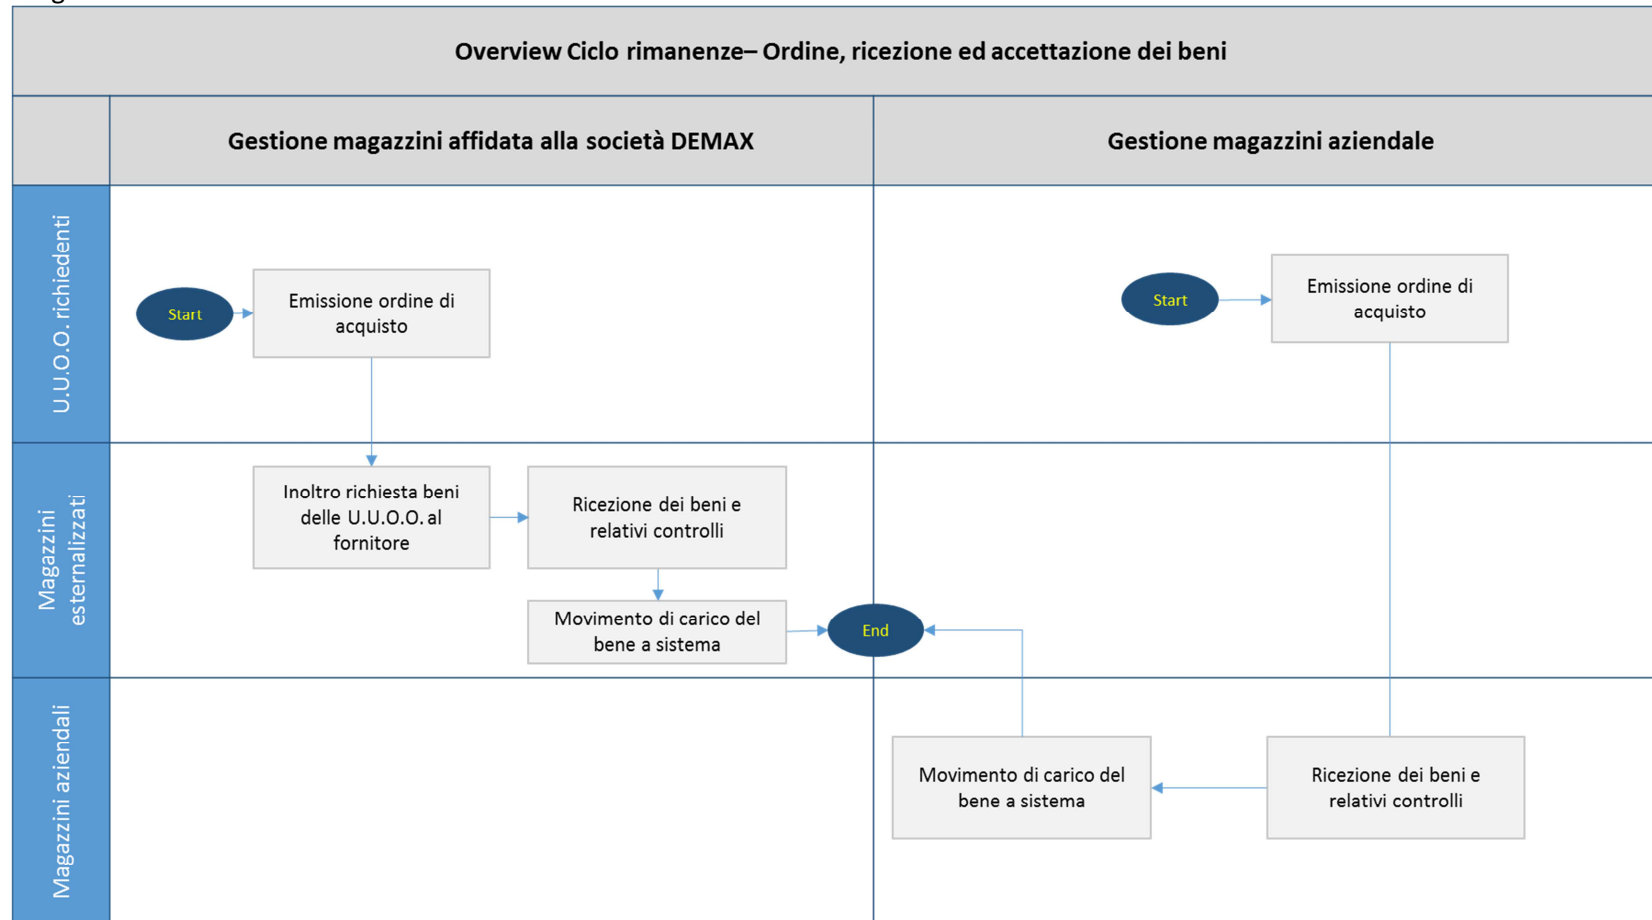 Overview Ciclo rimanenze– Ordine, ricezione ed accettazione dei beni
Gestione magazzini affidata alla società DEMAX
Gestione magazzini aziendale
U.U.O.O. richiedenti
Start
Emissione ordine di
acquisto
Start
Emissione ordine di
acquisto
Magazzini
esternalizzati
Inoltro richiesta beni
delle U.U.O.O. al
fornitore
Ricezione dei beni e
relativi controlli
Movimento di carico del
bene a sistema
End
Magazzini aziendali
Movimento di carico del
bene a sistema
Ricezione dei beni e
relativi controlli